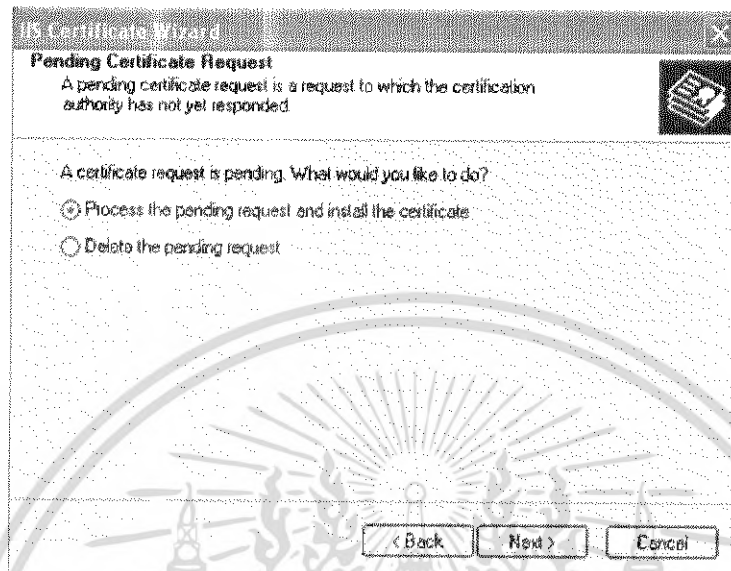 IIS Certificate Wizard
Pending Certificate Request
A pending certificate request is a request to which the certification
authority has not yet responded.
A certificate request is pending. What would you like to do?
Process the pending request and install the certificate
Delete the pending request
< Back
Next >
Cancel